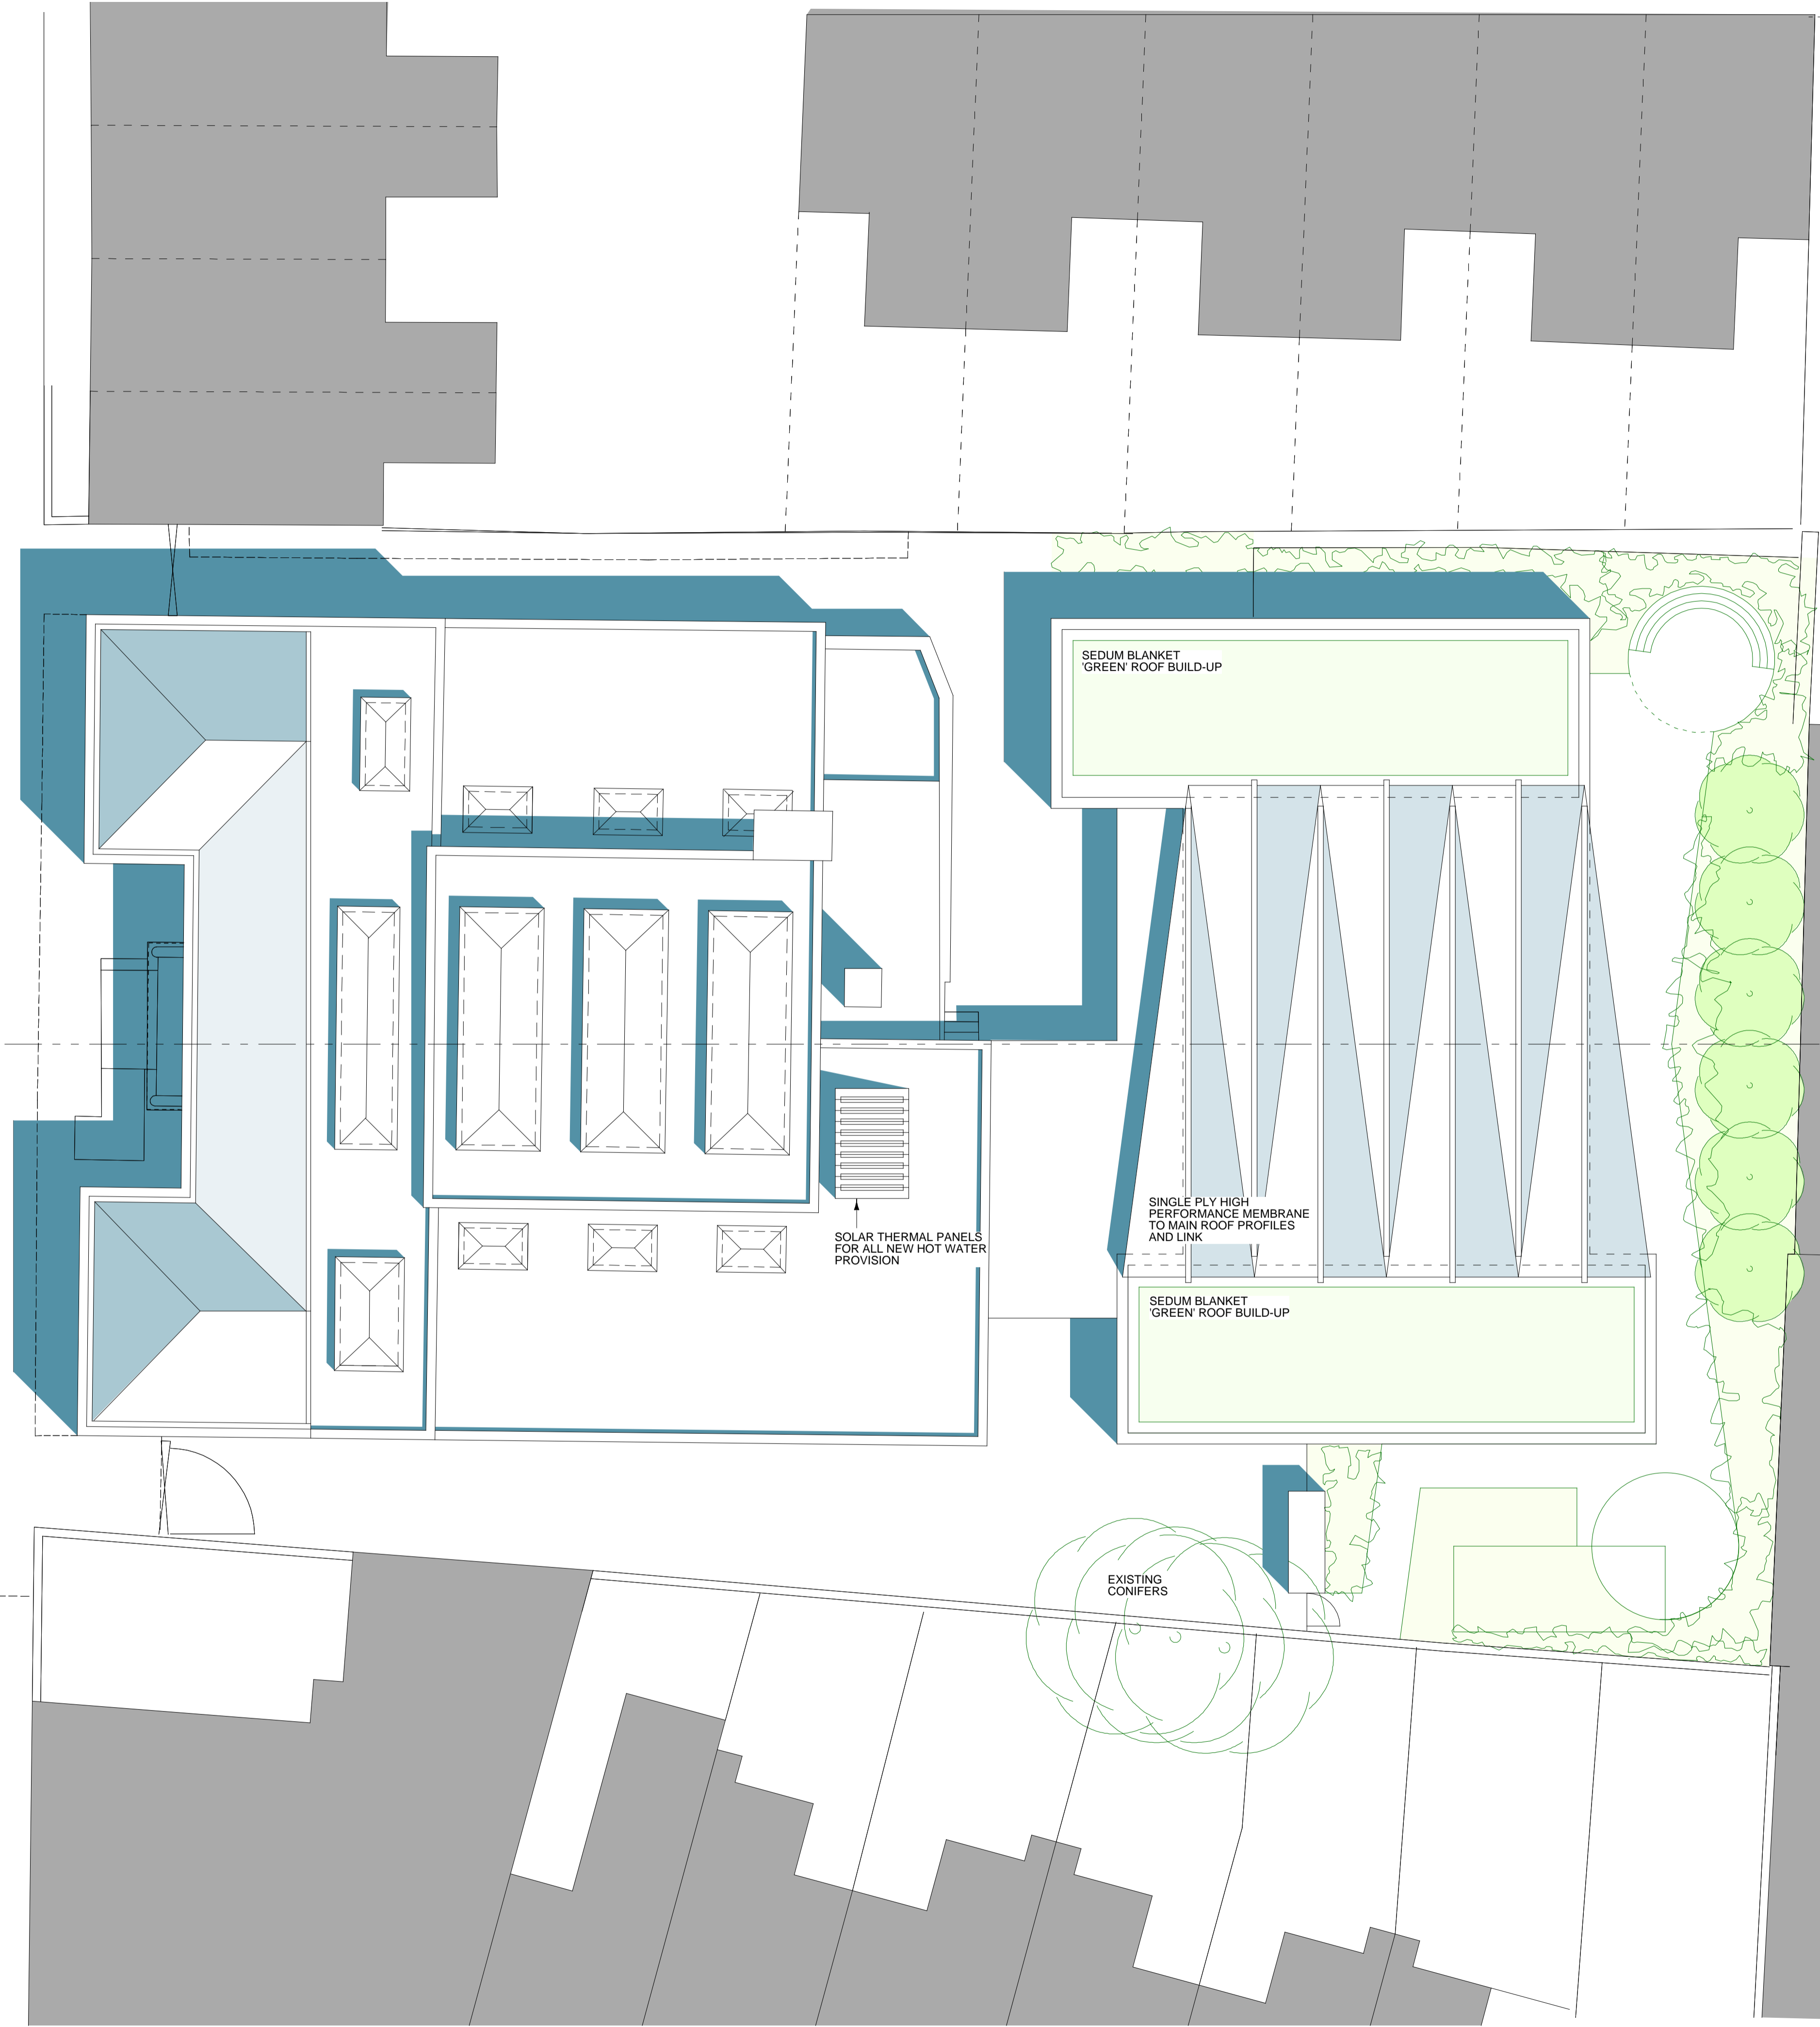 SEDUM BLANKET
'GREEN' ROOF BUILD-UP
SINGLE PLY HIGH
PERFORMANCE MEMBRANE
TO MAIN ROOF PROFILES
AND LINK
SOLAR THERMAL PANELS
FOR ALL NEW HOT WATER
PROVISION
SEDUM BLANKET
'GREEN' ROOF BUILD-UP
EXISTING
CONIFERS